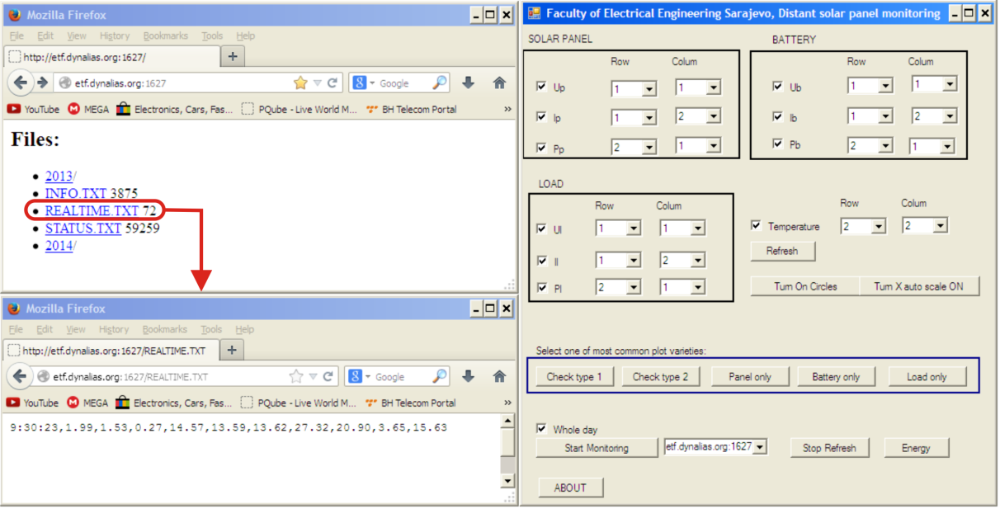 Mozilla Firefox
File Edit View History Bookmarks Tools Help
http://etf.dynalias.org:1627/ +
etf.dynalias.org:1627 8 Google
YouTube M MEGA Electronics, Cars, Fas... PQube - Live World M... BH Telecom Portal »
Files:
2013/
INFO.TXT 3875
REALTIME.TXT 72
STATUS.TXT 59259
2014/
Mozilla Firefox
File Edit View History Bookmarks Tools Help
http://etf.dynalias.org:1627/REALTIME.TXT +
etf.dynalias.org:1627/REALTIME.TXT 8 Google
YouTube M MEGA Electronics, Cars, Fas... PQube - Live World M... BH Telecom Portal »
9:30:23,1.99,1.53,0.27,14.57,13.59,13.62,27.32,20.90,3.65,15.63
Faculty of Electrical Engineering Sarajevo, Distant solar panel monitoring
SOLAR PANEL
Row Colum
Up 1 1
Ip 1 2
Pp 2 1
BATTERY
Row Colum
Ub 1 1
Ib 1 2
Pb 2 1
LOAD
Row Colum
Ul 1 1
Il 1 2
Pl 2 1
Row Colum
Temperature 2 2
Refresh
Turn On Circles Turn X auto scale ON
Select one of most common plot varieties:
Check type 1 Check type 2 Panel only Battery only Load only
Whole day
Start Monitoring etf.dynalias.org:1627 Stop Refresh Energy
ABOUT